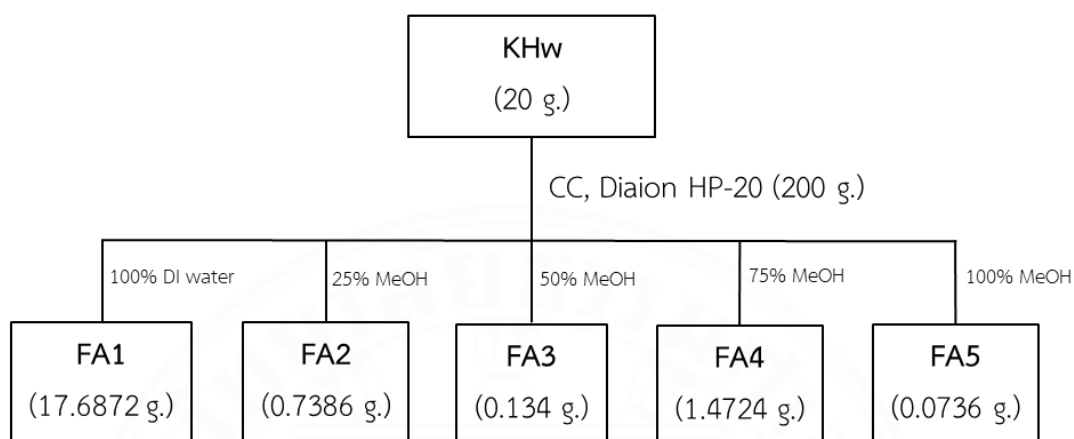 KHw
(20 g.)
CC, Diaion HP-20 (200 g.)
100% DI water
25% MeOH
50% MeOH
75% MeOH
100% MeOH
FA1
(17.6872 g.)
FA2
(0.7386 g.)
FA3
(0.134 g.)
FA4
(1.4724 g.)
FA5
(0.0736 g.)